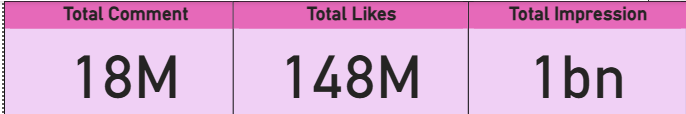 Total Comment Total Likes Total Impression
18M 148M 1bn